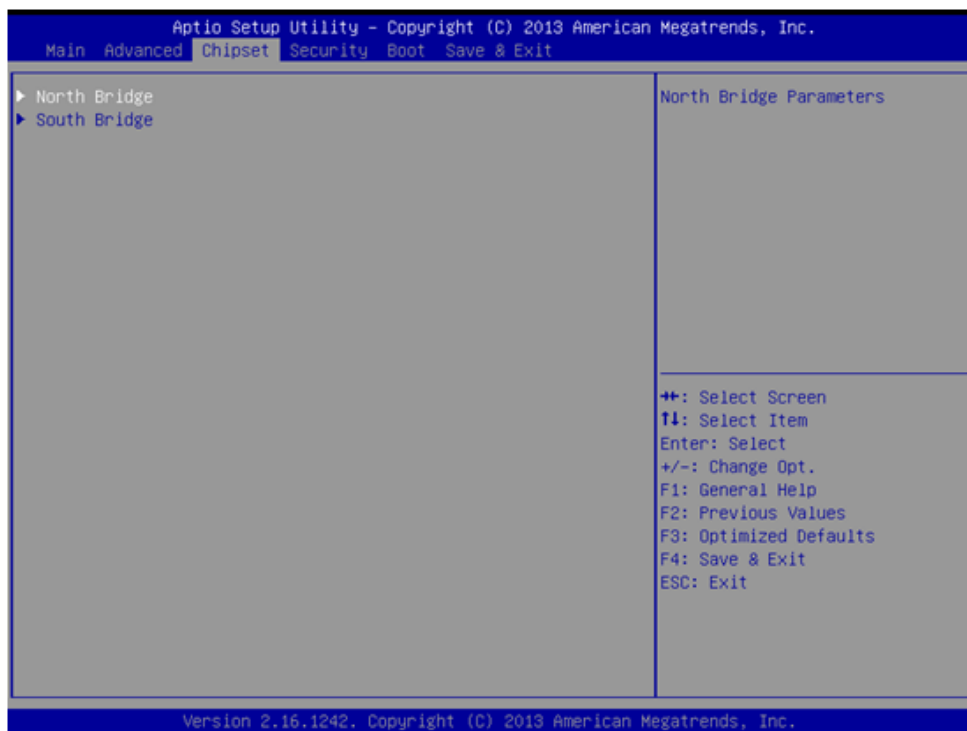 Aptio Setup Utility – Copyright (C) 2013 American Megatrends, Inc.
Main Advanced Chipset Security Boot Save & Exit
▶ North Bridge
▶ South Bridge
North Bridge Parameters
→←: Select Screen
↑↓: Select Item
Enter: Select
+/-: Change Opt.
F1: General Help
F2: Previous Values
F3: Optimized Defaults
F4: Save & Exit
ESC: Exit
Version 2.16.1242. Copyright (C) 2013 American Megatrends, Inc.